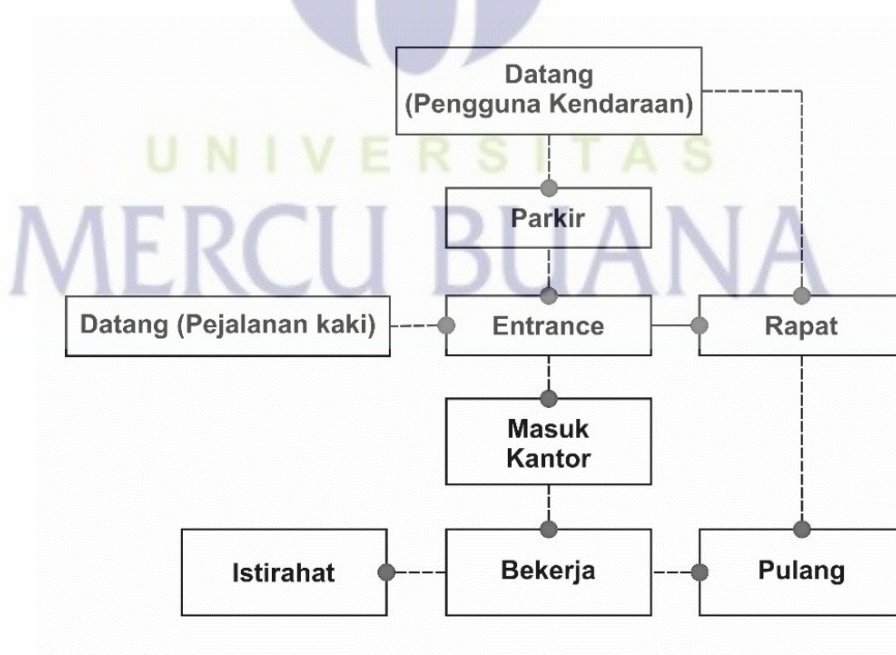 Datang
(Pengguna Kendaraan)
UNIVERSITAS
Parkir
MERCU BUANA
Datang (Pejalanan kaki)
Entrance
Rapat
Masuk
Kantor
Istirahat
Bekerja
Pulang